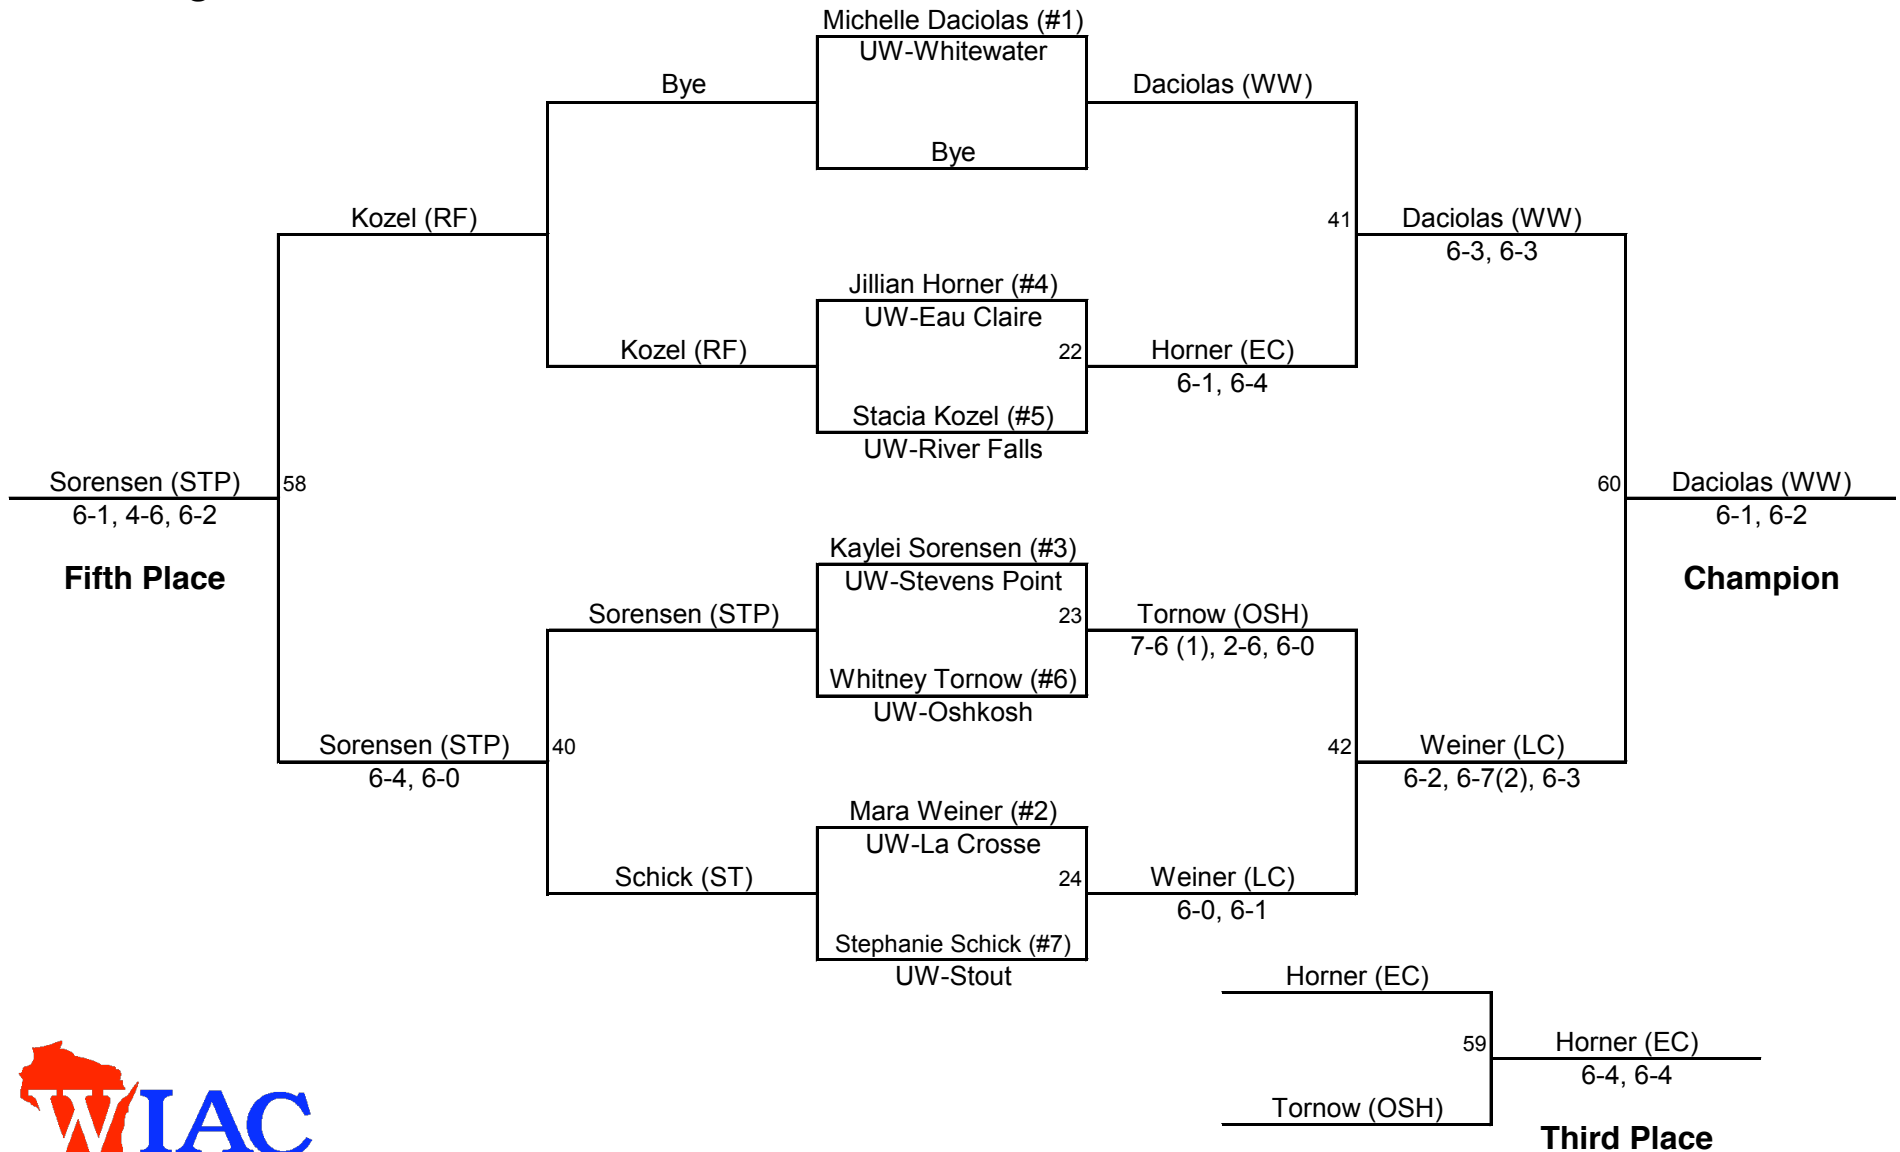 Michelle Daciolas (#1)
UW-Whitewater
Bye
Daciolas (WW)
Bye
Kozel (RF)
41
Daciolas (WW)
6-3, 6-3
Jillian Horner (#4)
UW-Eau Claire
Kozel (RF)
22
Horner (EC)
6-1, 6-4
Stacia Kozel (#5)
UW-River Falls
Sorensen (STP)
58
6-1, 4-6, 6-2
Fifth Place
60
Daciolas (WW)
6-1, 6-2
Champion
Kaylei Sorensen (#3)
UW-Stevens Point
Sorensen (STP)
23
Tornow (OSH)
7-6 (1), 2-6, 6-0
Whitney Tornow (#6)
UW-Oshkosh
Sorensen (STP)
40
6-4, 6-0
42
Weiner (LC)
6-2, 6-7(2), 6-3
Mara Weiner (#2)
UW-La Crosse
Schick (ST)
24
Weiner (LC)
6-0, 6-1
Stephanie Schick (#7)
UW-Stout
Horner (EC)
59
Horner (EC)
6-4, 6-4
Tornow (OSH)
Third Place
WIAC